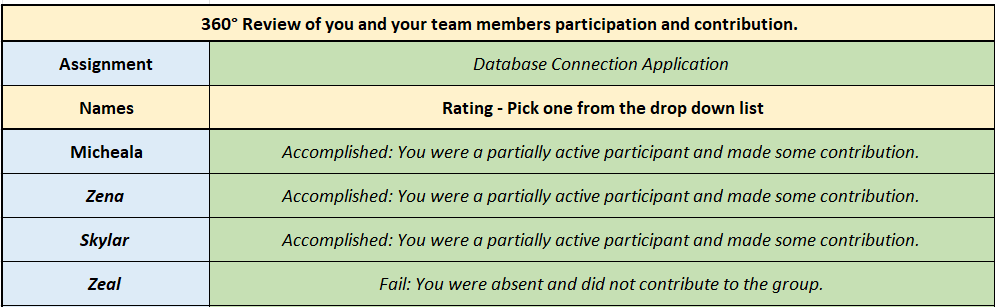 360° Review of you and your team members participation and contribution.
Assignment Database Connection Application
Names Rating - Pick one from the drop down list
Micheala Accomplished: You were a partially active participant and made some contribution.
Zena Accomplished: You were a partially active participant and made some contribution.
Skylar Accomplished: You were a partially active participant and made some contribution.
Zeal Fail: You were absent and did not contribute to the group.